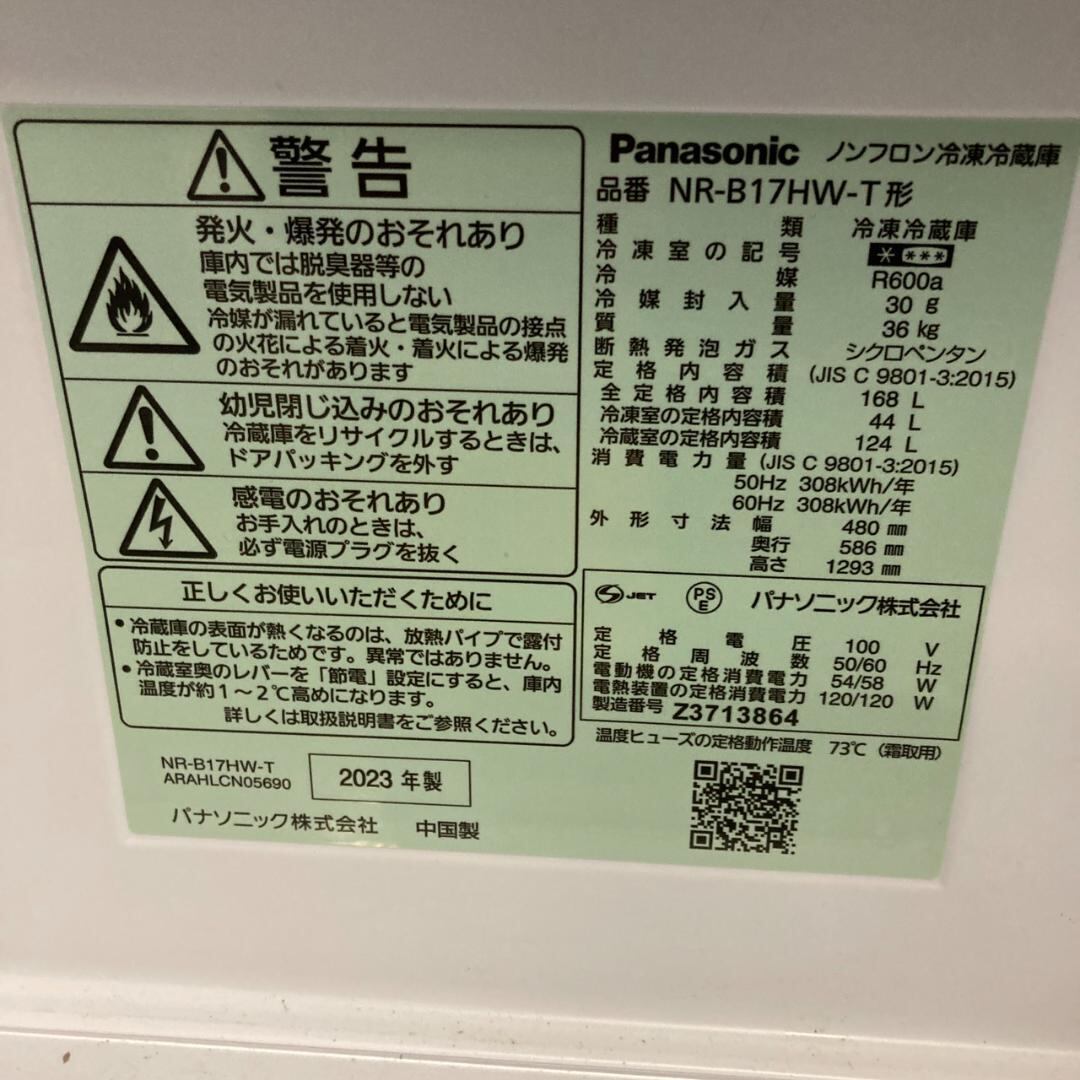 警告
発火・爆発のおそれあり
庫内では脱臭器等の
電気製品を使用しない
冷媒が漏れていると電気製品の接点
の火花による着火・着火による爆発
のおそれがあります
幼児閉じ込みのおそれあり
冷蔵庫をリサイクルするときは、
ドアパッキングを外す
感電のおそれあり
お手入れのときは、
必ず電源プラグを抜く
正しくお使いいただくために
・冷蔵庫の表面が熱くなるのは、放熱パイプで露付
防止をしているためです。異常ではありません。
・冷蔵室奥のレバーを「節電」設定にすると、庫内
温度が約1～2℃高めになります。
詳しくは取扱説明書をご参照ください。
NR-B17HW-T
ARAHLCN05690
2023 年製
パナソニック株式会社 中国製
Panasonic ノンフロン冷凍冷蔵庫
品番 NR-B17HW-T形
種類 冷凍冷蔵庫
冷凍室の記号 * ***
冷媒 R600a
冷媒封入量 30 g
質量 36 kg
断熱発泡ガス シクロペンタン
定格内容積 (JIS C 9801-3:2015)
全定格内容積 168 L
冷凍室の定格内容積 44 L
冷蔵室の定格内容積 124 L
消費電力量 (JIS C 9801-3:2015)
50Hz 308kWh/年
60Hz 308kWh/年
外形寸法 幅 480 mm
奥行 586 mm
高さ 1293 mm
S JET PS E パナソニック株式会社
定格電圧 100 V
定格周波数 50/60 Hz
電動機の定格消費電力 54/58 W
電熱装置の定格消費電力 120/120 W
製造番号 Z3713864
温度ヒューズの定格動作温度 73℃（霜取用）